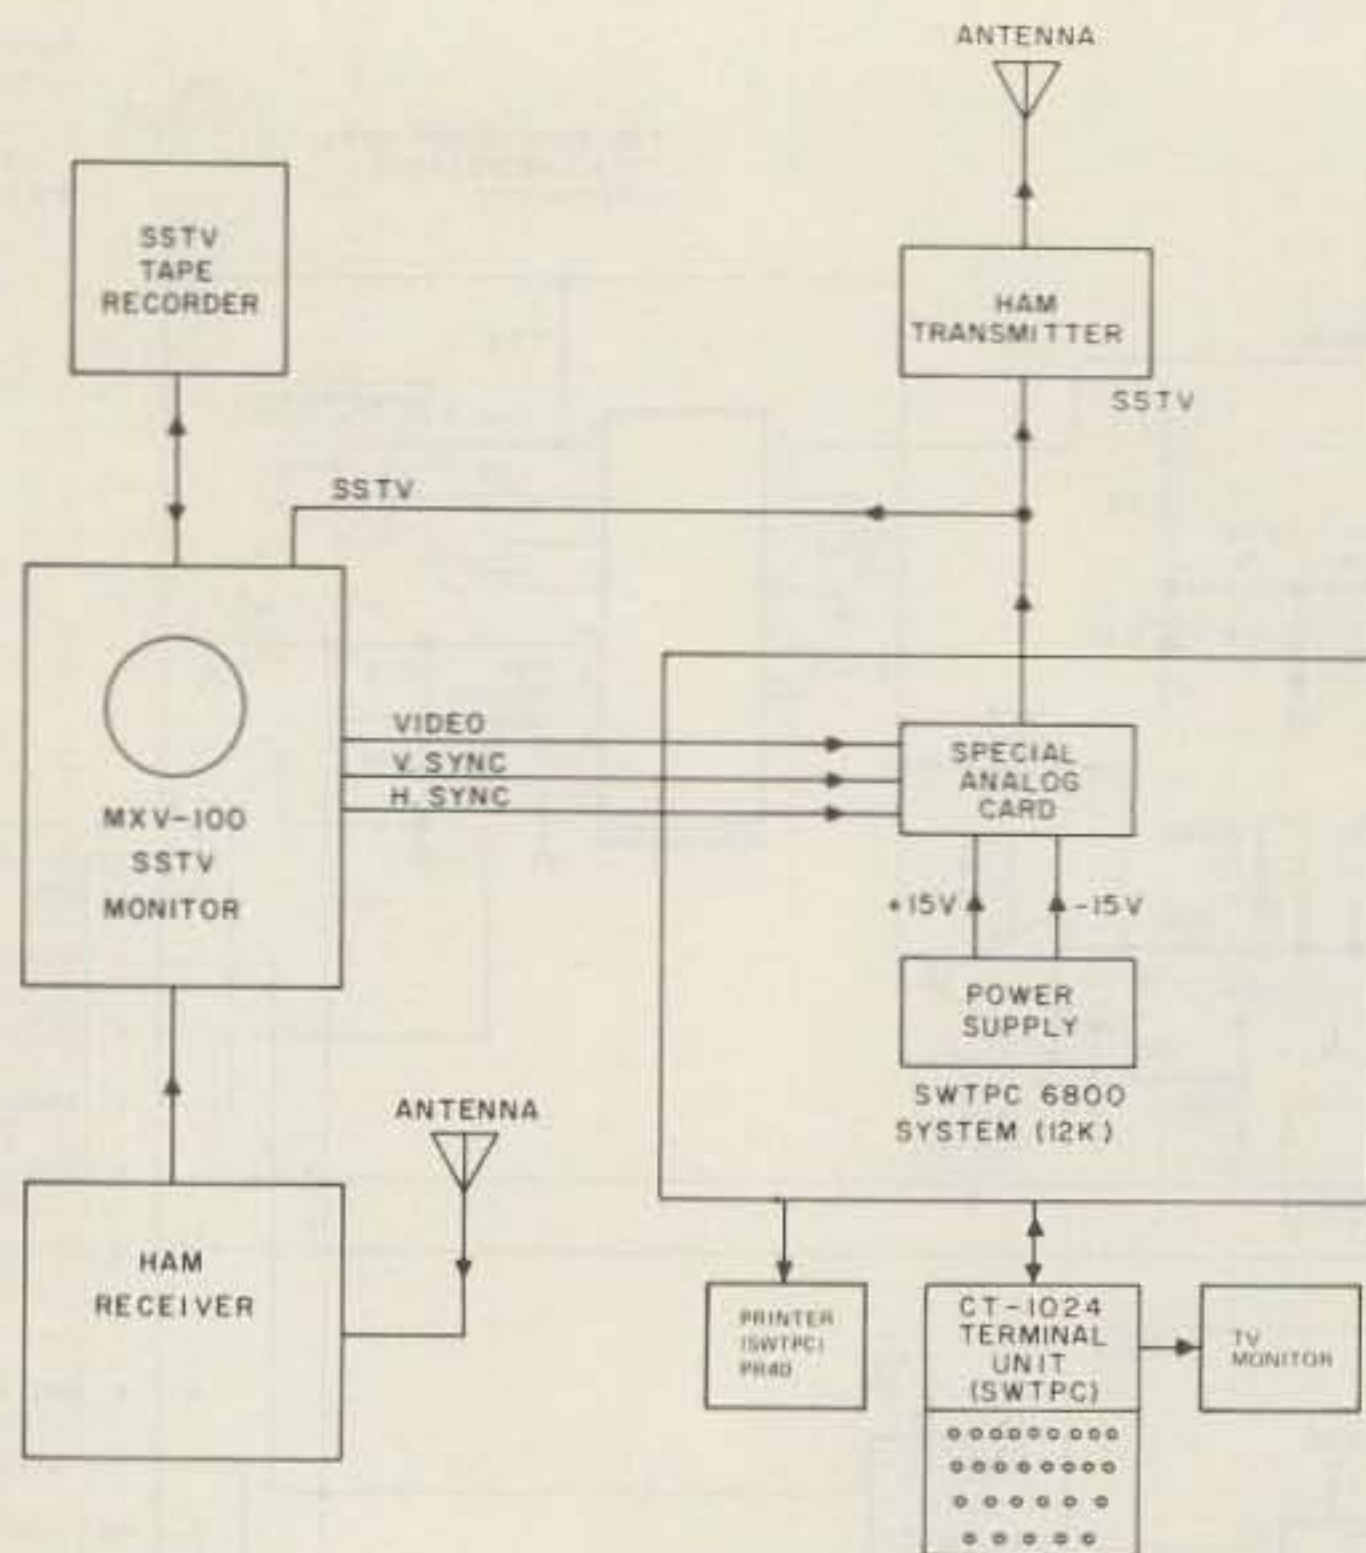 ANTENNA
SSTV
TAPE
RECORDER
HAM
TRANSMITTER
SSTV
SSTV
VIDEO
V. SYNC
H. SYNC
MXV-100
SSTV
MONITOR
SPECIAL
ANALOG
CARD
+15V
-15V
POWER
SUPPLY
SWTPC 6800
SYSTEM (12K)
ANTENNA
HAM
RECEIVER
PRINTER
(SWTPC)
PR40
CT-1024
TERMINAL
UNIT
(SWTPC)
TV
MONITOR